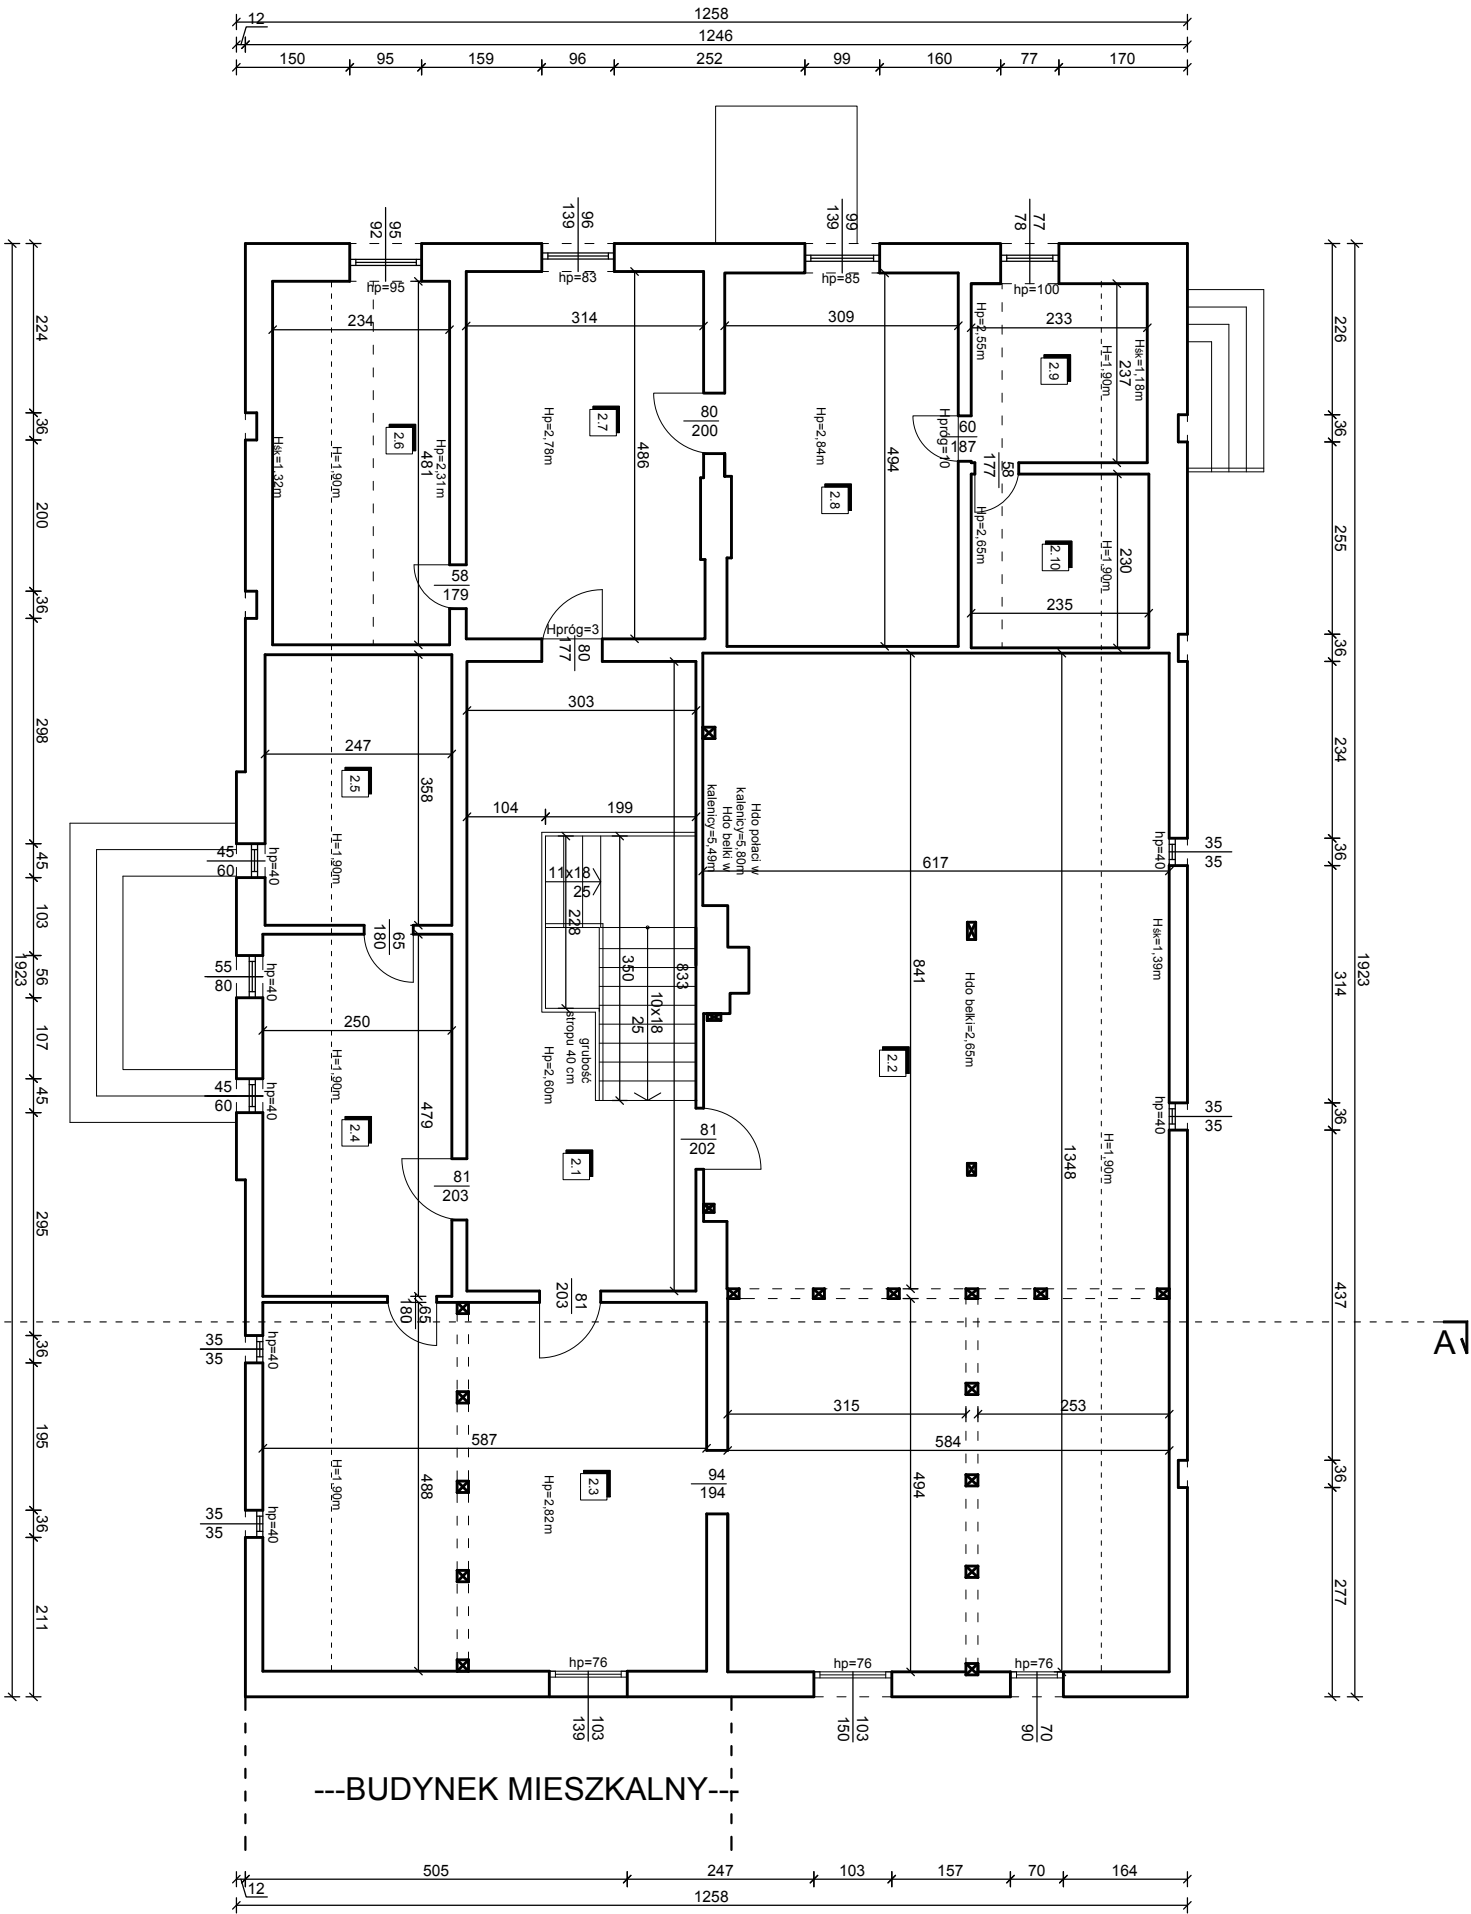 1258
12
1246
150 95 159 96 252 99 160 77 170
95
92
96
139
99
139
77
78
hp=95
hp=83
hp=85
hp=100
234
314
309
233
Hp=2,55m
H=1,90m
237
Hśk=1,18m
2.9
2.7
2.6
2.8
2.10
80
200
60
187
Hpróg=10
58
177
Hśk=1,32m
H=1,90m
Hp=2,31m
481
Hp=2,78m
486
Hp=2,84m
494
Hp=2,65m
H=1,90m
230
235
58
179
Hpróg=3
80
177
303
247
358
2.5
104
199
Hdo połaci w
kalenicy=5,80m
Hdo belki w
kalenicy=5,49m
617
H=1,90m
11x18
25
228
350
833
10x18
25
841
Hdo belki=2,65m
Hśk=1,39m
hp=40
35
35
45
60
hp=40
65
180
55
80
hp=40
250
grubość
stropu 40 cm
Hp=2,60m
2.2
H=1,90m
45
60
hp=40
2.4
479
2.1
81
202
81
203
1348
H=1,90m
hp=40
35
35
81
203
65
180
A
35
35
hp=40
315
253
587
584
94
194
H=1,90m
488
Hp=2,82m
2.3
494
35
35
hp=40
hp=76
hp=76
hp=76
103
139
103
150
70
90
---BUDYNEK MIESZKALNY---
224
36
200
36
298
45
103
56
107
45
295
36
195
36
211
1923
226
36
255
36
234
36
314
36
437
36
277
1923
505 247 103 157 70 164
12
1258